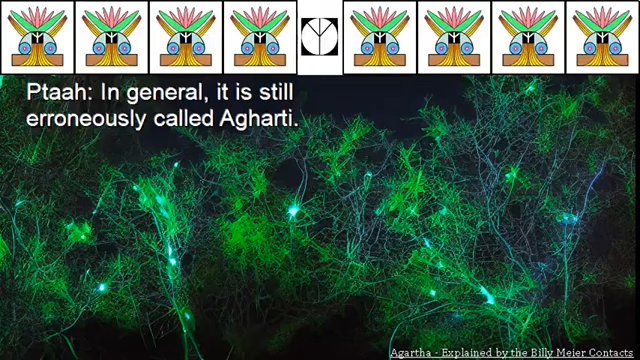 Ptaah: In general, it is still
erroneously called Agharti.
Agartha - Explained by the Billy Meier Contacts